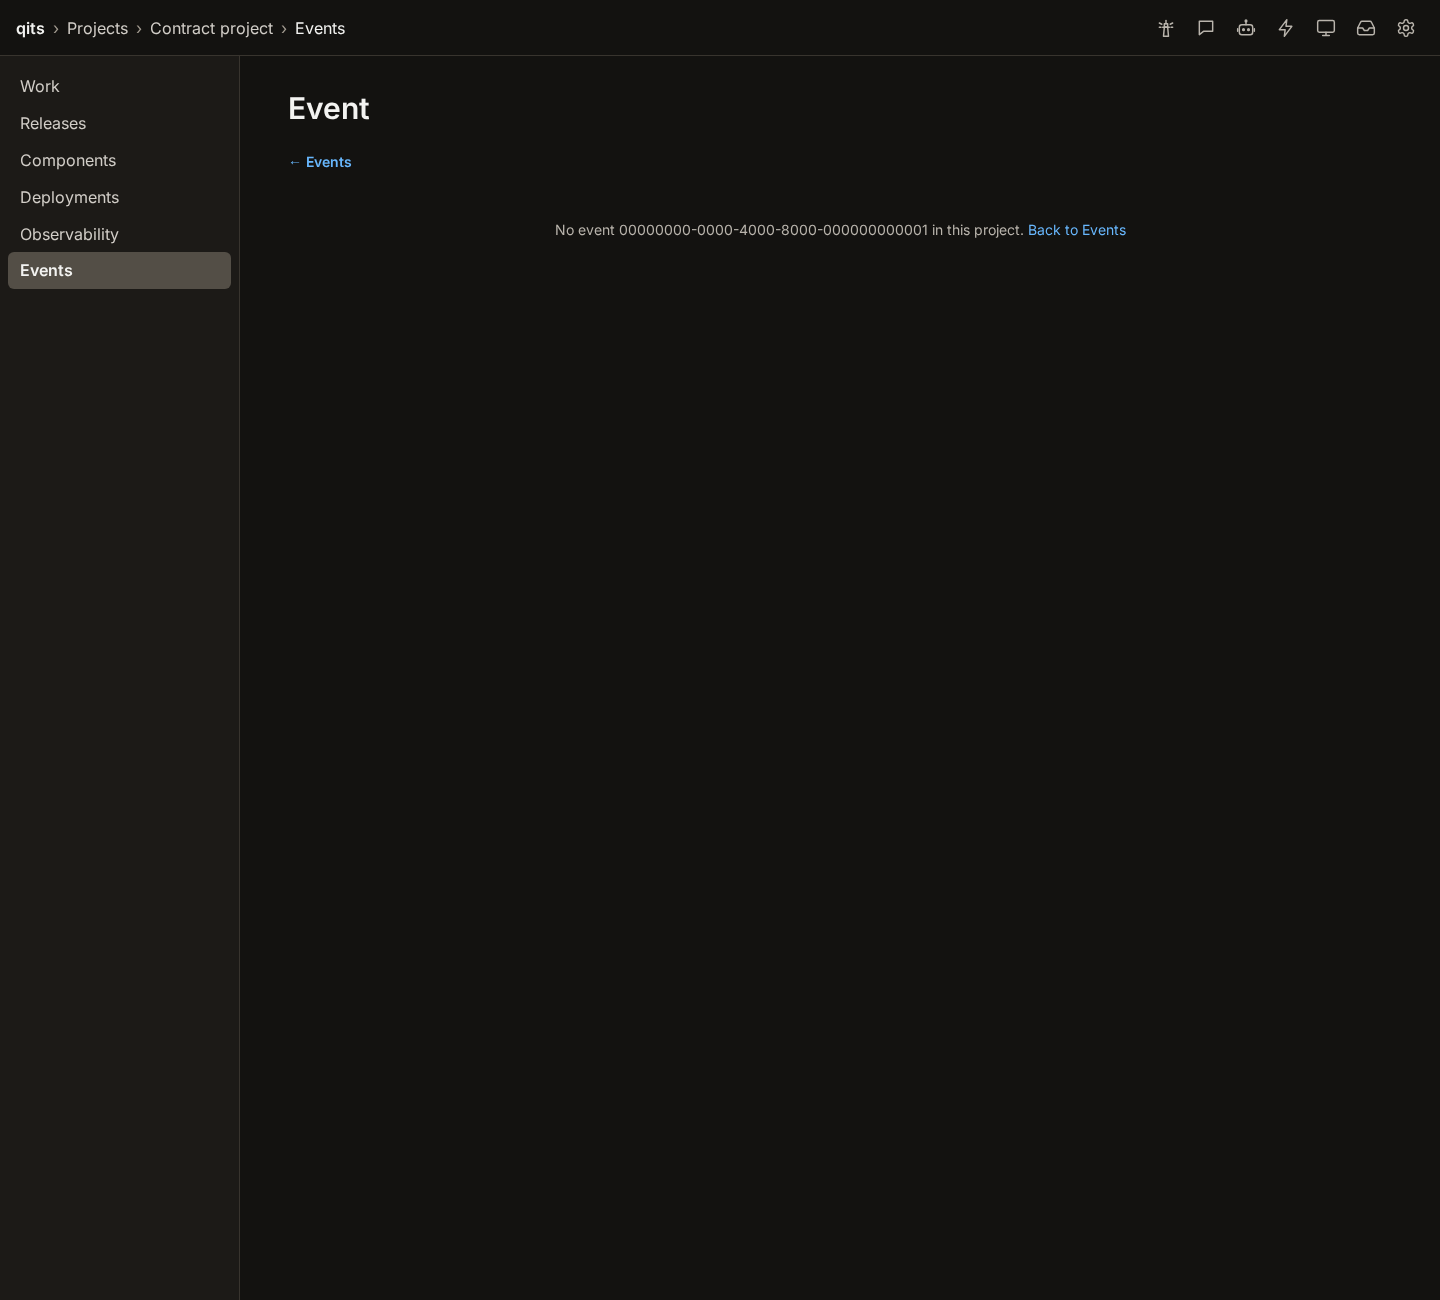 qits › Projects › Contract project › Events
Work
Releases
Components
Deployments
Observability
Events
Event
← Events
No event 00000000-0000-4000-8000-000000000001 in this project. Back to Events